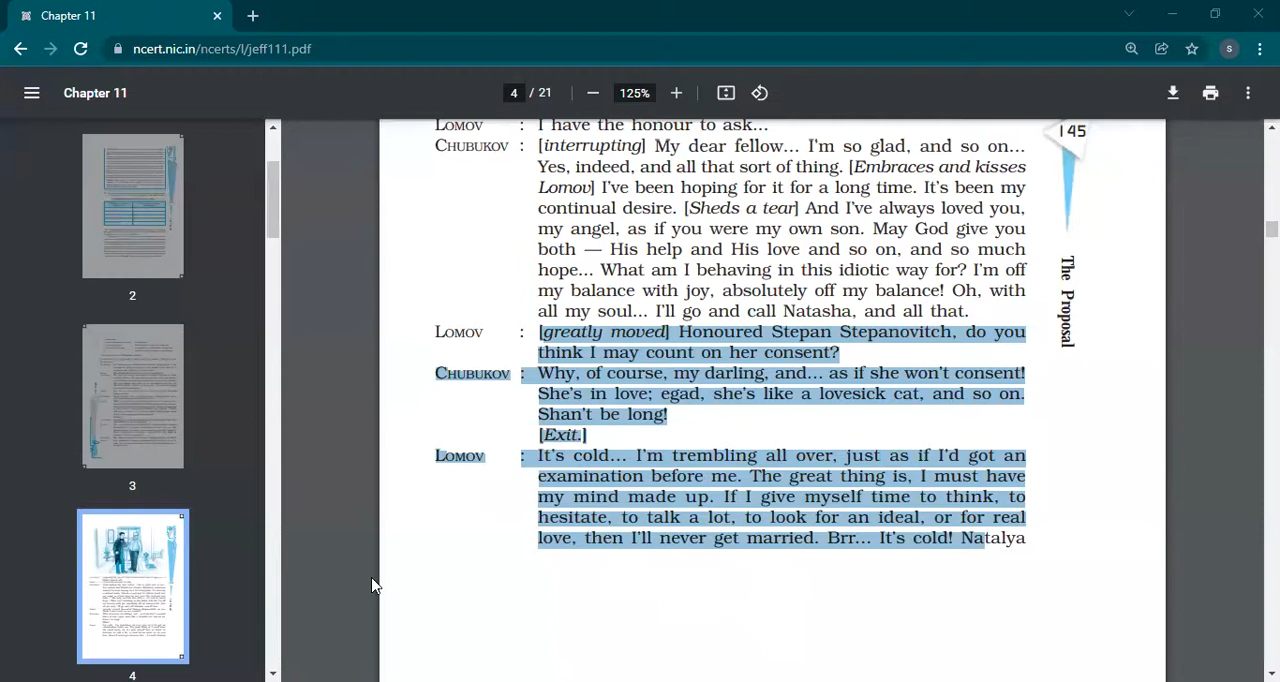 Chapter 11
ncert.nic.in/ncerts/l/jeff111.pdf
S
Chapter 11
4 / 21
125%
2
3
4
145
The Proposal
LOMOV : I have the honour to ask...
CHUBUKOV : [interrupting] My dear fellow... I'm so glad, and so on...
Yes, indeed, and all that sort of thing. [Embraces and kisses
Lomov] I've been hoping for it for a long time. It's been my
continual desire. [Sheds a tear] And I've always loved you,
my angel, as if you were my own son. May God give you
both — His help and His love and so on, and so much
hope... What am I behaving in this idiotic way for? I'm off
my balance with joy, absolutely off my balance! Oh, with
all my soul... I'll go and call Natasha, and all that.
LOMOV : [greatly moved] Honoured Stepan Stepanovitch, do you
think I may count on her consent?
CHUBUKOV : Why, of course, my darling, and... as if she won't consent!
She's in love; egad, she's like a lovesick cat, and so on.
Shan't be long!
[Exit.]
LOMOV : It's cold... I'm trembling all over, just as if I'd got an
examination before me. The great thing is, I must have
my mind made up. If I give myself time to think, to
hesitate, to talk a lot, to look for an ideal, or for real
love, then I'll never get married. Brr... It's cold! Natalya